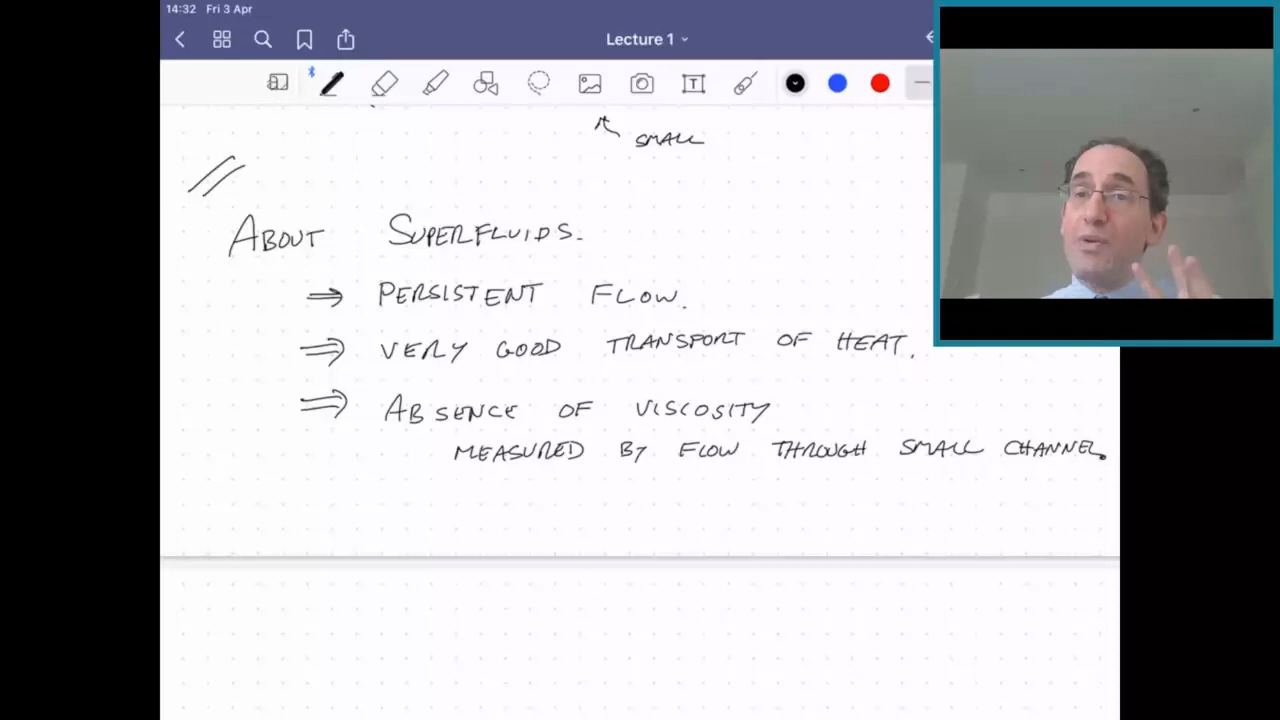 14:32 Fri 3 Apr
Lecture 1
T
SMALL
ABOUT SUPERFLUIDS.
⇒ PERSISTENT FLOW.
⇒ VERY GOOD TRANSPORT OF HEAT.
⇒ ABSENCE OF VISCOSITY
MEASURED BY FLOW THROUGH SMALL CHANNEL.